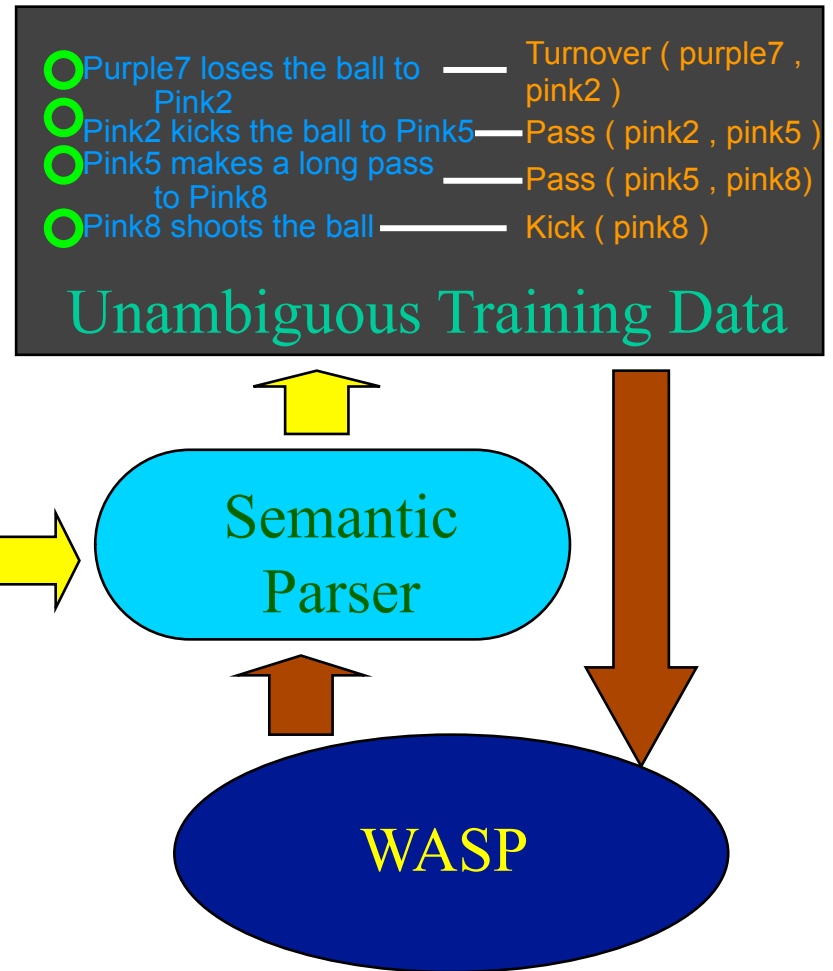 Purple7 loses the ball to
Pink2
Turnover ( purple7 ,
pink2 )
Pink2 kicks the ball to Pink5
Pass ( pink2 , pink5 )
Pink5 makes a long pass
to Pink8
Pass ( pink5 , pink8)
Pink8 shoots the ball
Kick ( pink8 )
Unambiguous Training Data
Semantic
Parser
WASP